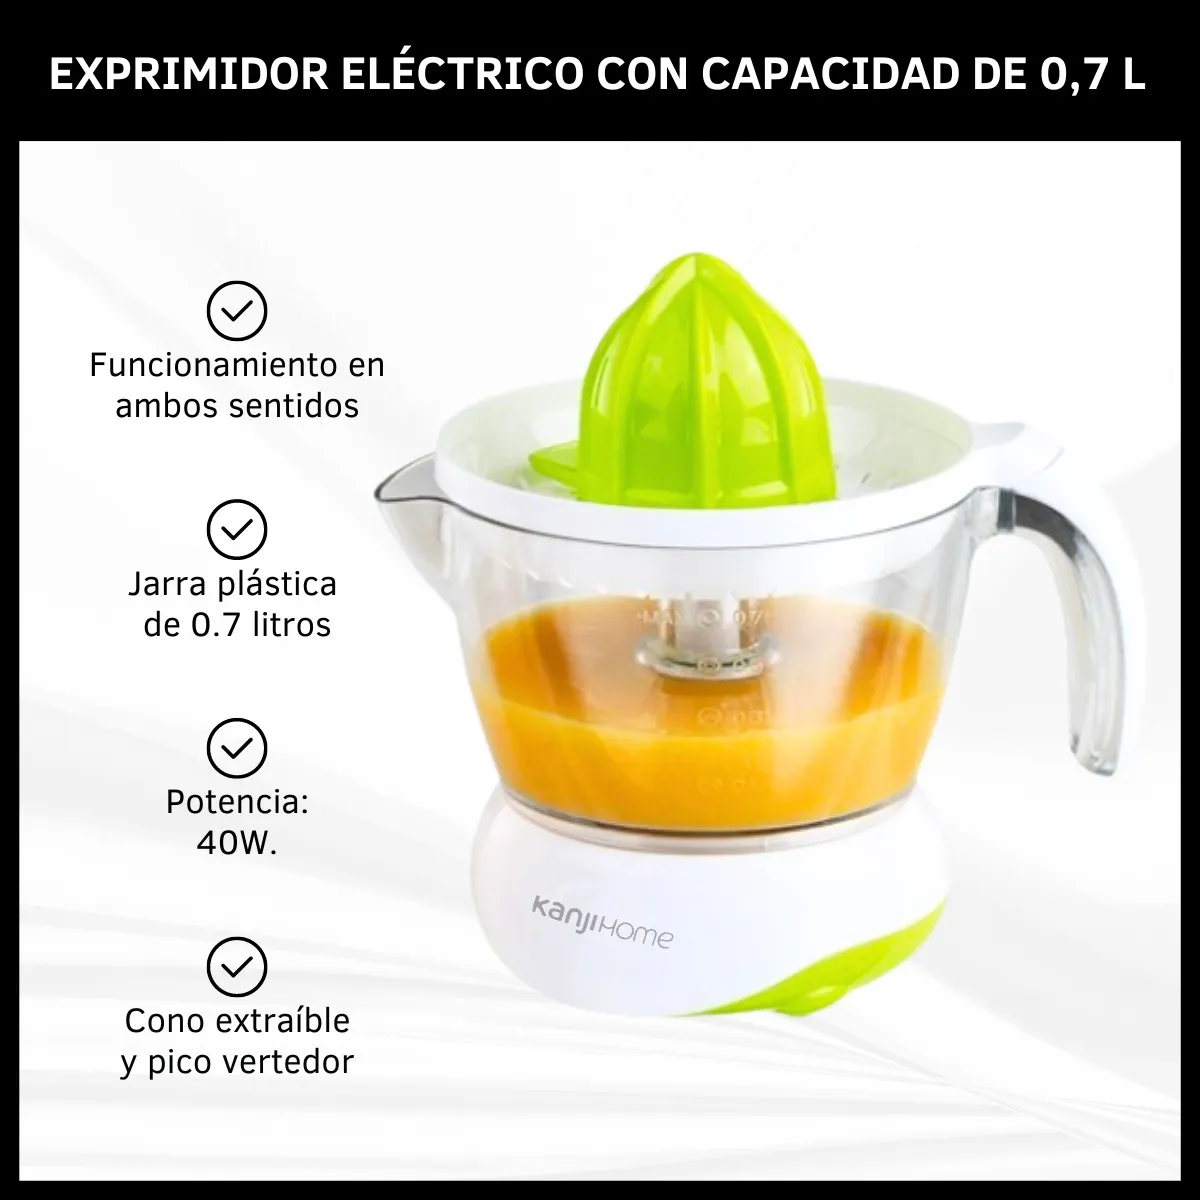 EXPRIMIDOR ELÉCTRICO CON CAPACIDAD DE 0,7 L
Funcionamiento en
ambos sentidos
Jarra plástica
de 0.7 litros
Potencia:
40W.
Cono extraíble
y pico vertedor
MAX
kanjiHome